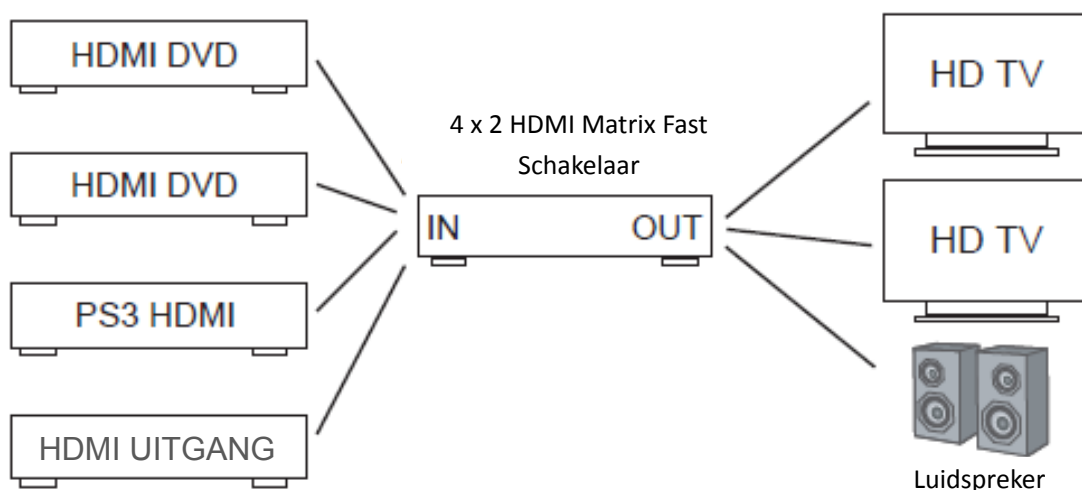 HDMI DVD
HDMI DVD
PS3 HDMI
HDMI UITGANG
4 x 2 HDMI Matrix Fast
Schakelaar
IN OUT
HD TV
HD TV
Luidspreker